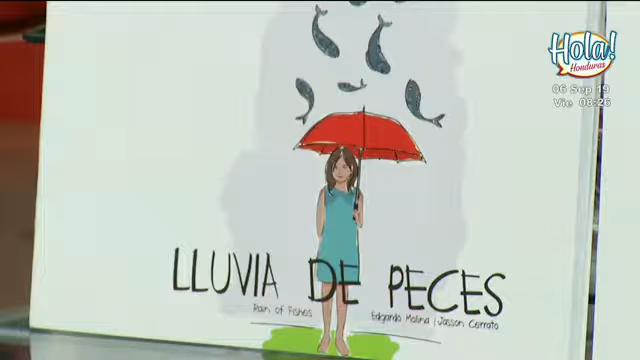 Hola!
Honduras
06 Sep 19
Vie 08:26
LLUVIA DE PECES
Rain of Fishes
Edgardo Molina / Jasson Cerrato